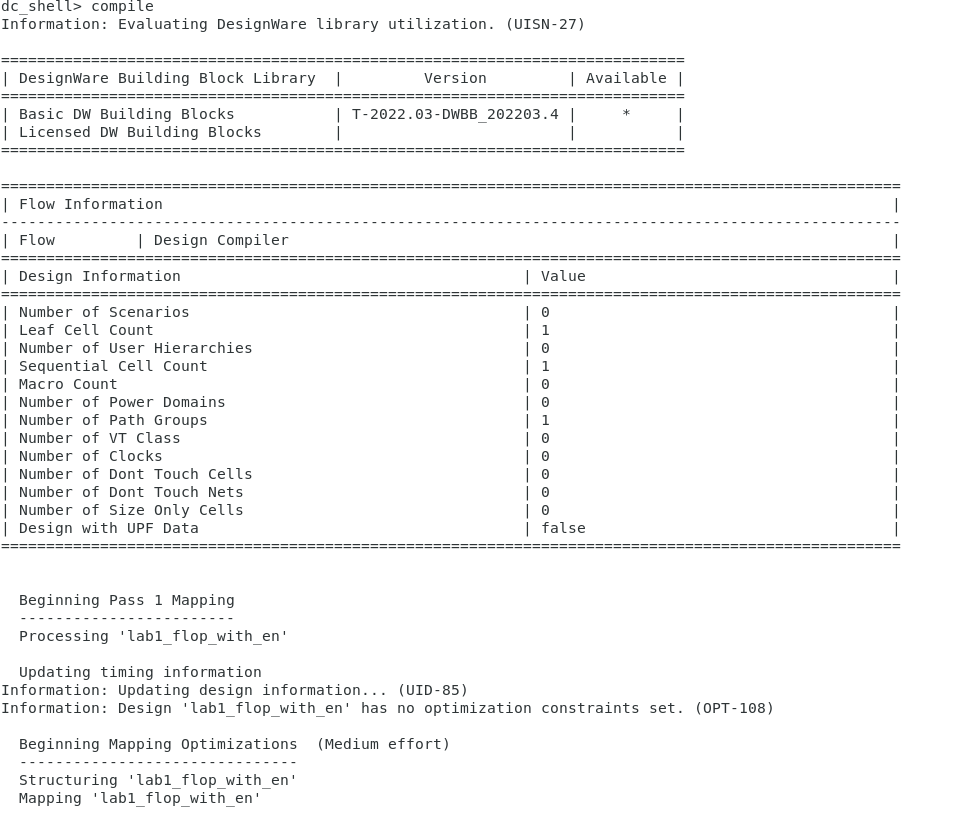 dc_shell> compile
Information: Evaluating DesignWare library utilization. (UISN-27)
============================================================================
| DesignWare Building Block Library  |         Version         | Available |
============================================================================
| Basic DW Building Blocks           | T-2022.03-DWBB_202203.4 |     *     |
| Licensed DW Building Blocks        |                         |           |
============================================================================
====================================================================================================
| Flow Information                                                                                 |
----------------------------------------------------------------------------------------------------
| Flow         | Design Compiler                                                                   |
====================================================================================================
| Design Information                                      | Value                                  |
====================================================================================================
| Number of Scenarios                                     | 0                                      |
| Leaf Cell Count                                         | 1                                      |
| Number of User Hierarchies                              | 0                                      |
| Sequential Cell Count                                   | 1                                      |
| Macro Count                                             | 0                                      |
| Number of Power Domains                                 | 0                                      |
| Number of Path Groups                                   | 1                                      |
| Number of VT Class                                      | 0                                      |
| Number of Clocks                                        | 0                                      |
| Number of Dont Touch Cells                              | 0                                      |
| Number of Dont Touch Nets                               | 0                                      |
| Number of Size Only Cells                               | 0                                      |
| Design with UPF Data                                    | false                                  |
====================================================================================================
  Beginning Pass 1 Mapping
  ------------------------
  Processing 'lab1_flop_with_en'
  Updating timing information
Information: Updating design information... (UID-85)
Information: Design 'lab1_flop_with_en' has no optimization constraints set. (OPT-108)
  Beginning Mapping Optimizations  (Medium effort)
  -------------------------------
  Structuring 'lab1_flop_with_en'
  Mapping 'lab1_flop_with_en'